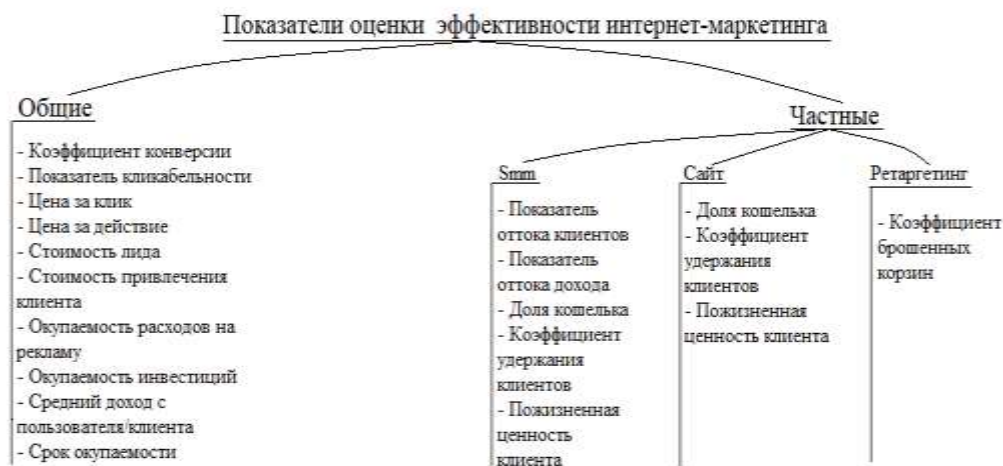 Показатели оценки эффективности интернет-маркетинга
Общие
- Коэффициент конверсии
- Показатель кликабельности
- Цена за клик
- Цена за действие
- Стоимость лида
- Стоимость привлечения
клиента
- Окупаемость расходов на
рекламу
- Окупаемость инвестиций
- Средний доход с
пользователя/клиента
- Срок окупаемости
Частные
Smm
- Показатель
оттока клиентов
- Показатель
оттока дохода
- Доля кошелька
- Коэффициент
удержания
клиентов
- Пожизненная
ценность
клиента
Сайт
- Доля кошелька
- Коэффициент
удержания
клиентов
- Пожизненная
ценность клиента
Ретаргетинг
- Коэффициент
брошенных
корзин